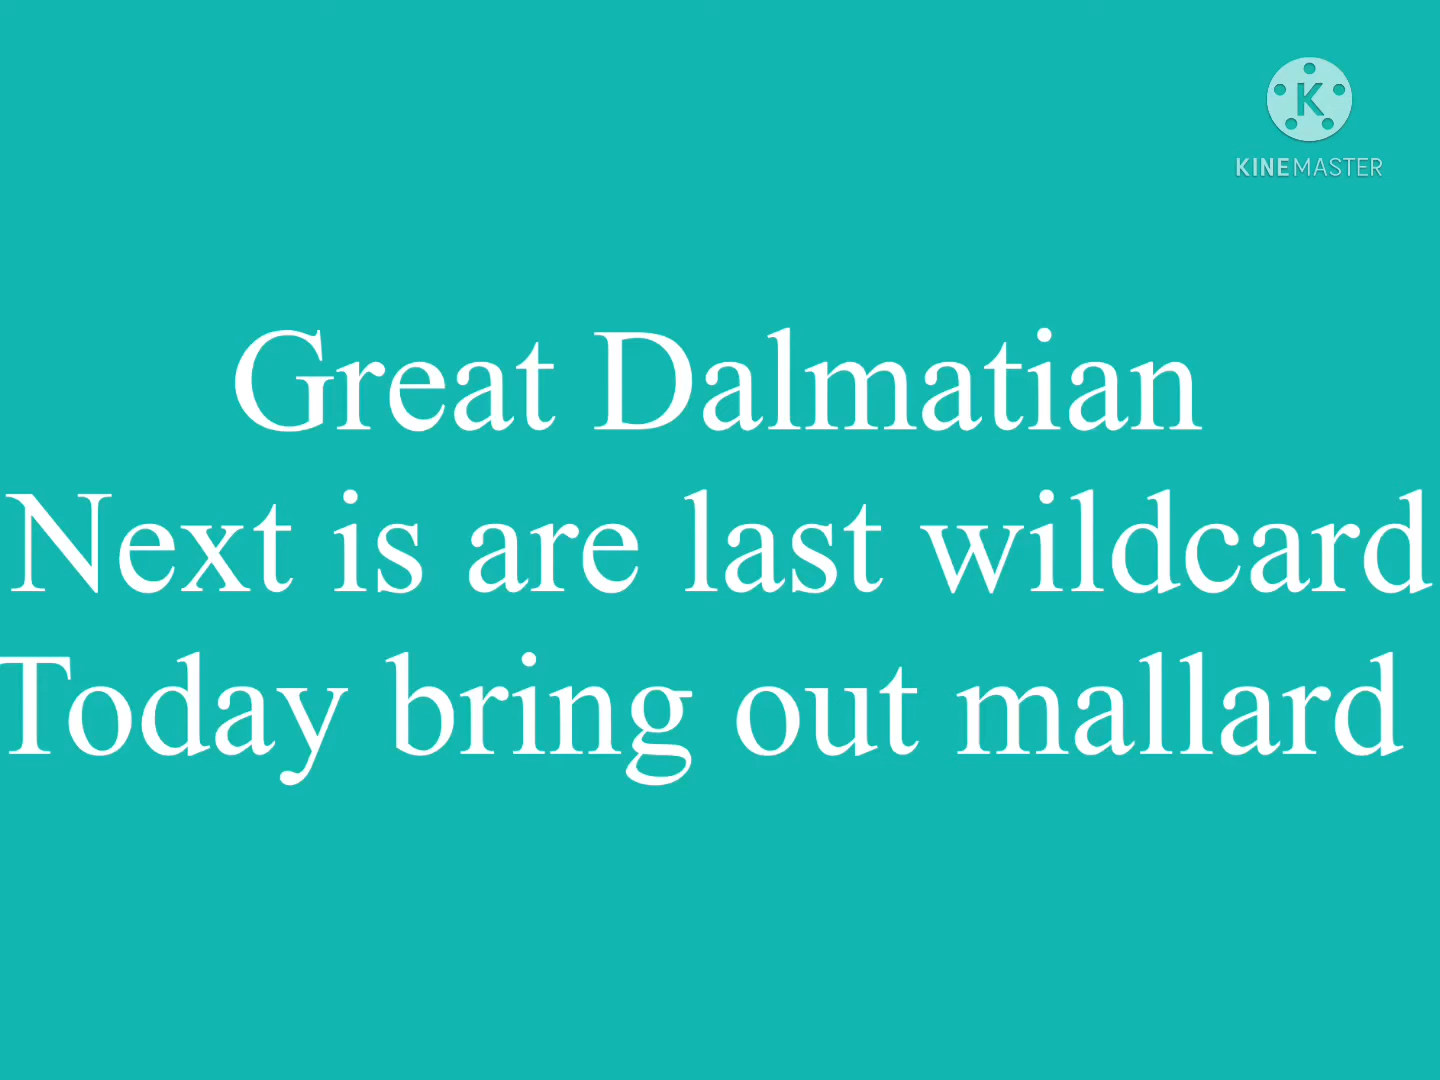 K
KINEMASTER
Great Dalmatian
Next is are last wildcard
Today bring out mallard